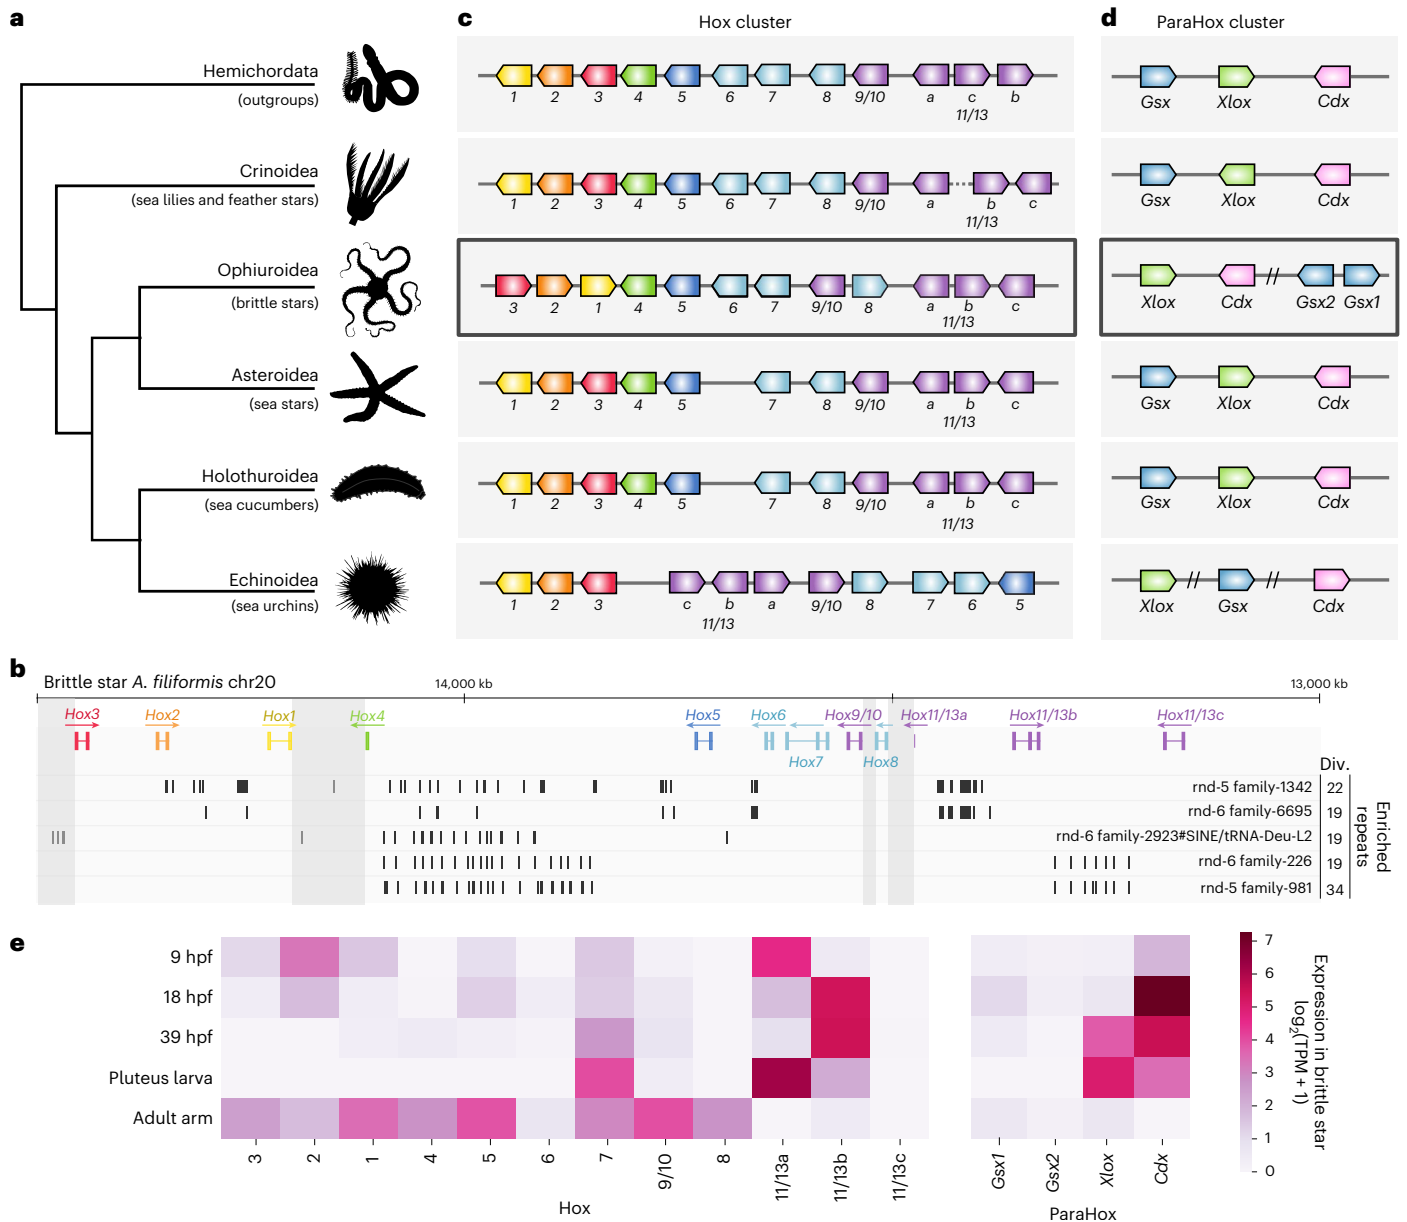 a
Hemichordata
(outgroups)
Crinoidea
(sea lilies and feather stars)
Ophiuroidea
(brittle stars)
Asteroidea
(sea stars)
Holothuroidea
(sea cucumbers)
Echinoidea
(sea urchins)
c
Hox cluster
1 2 3 4 5 6 7 8 9/10 a c b
11/13
1 2 3 4 5 6 7 8 9/10 a b c
11/13
3 2 1 4 5 6 7 9/10 8 a b c
11/13
1 2 3 4 5 7 8 9/10 a b c
11/13
1 2 3 4 5 7 8 9/10 a b c
11/13
1 2 3 c b a 9/10 8 7 6 5
11/13
d
ParaHox cluster
Gsx Xlox Cdx
Gsx Xlox Cdx
Xlox Cdx // Gsx2 Gsx1
Gsx Xlox Cdx
Gsx Xlox Cdx
Xlox // Gsx // Cdx
b
Brittle star A. filiformis chr20
14,000 kb
13,000 kb
Hox3 Hox2 Hox1 Hox4 Hox5 Hox6 Hox9/10 Hox11/13a Hox11/13b Hox11/13c
Hox7 Hox8
Div.
rnd-5 family-1342 22
rnd-6 family-6695 19
rnd-6 family-2923#SINE/tRNA-Deu-L2 19
rnd-6 family-226 19
rnd-5 family-981 34
Enriched
repeats
e
9 hpf
18 hpf
39 hpf
Pluteus larva
Adult arm
3 2 1 4 5 6 7 9/10 8 11/13a 11/13b 11/13c
Hox
Gsx1 Gsx2 Xlox Cdx
ParaHox
7
6
5
4
3
2
1
0
Expression in brittle star
log2(TPM + 1)